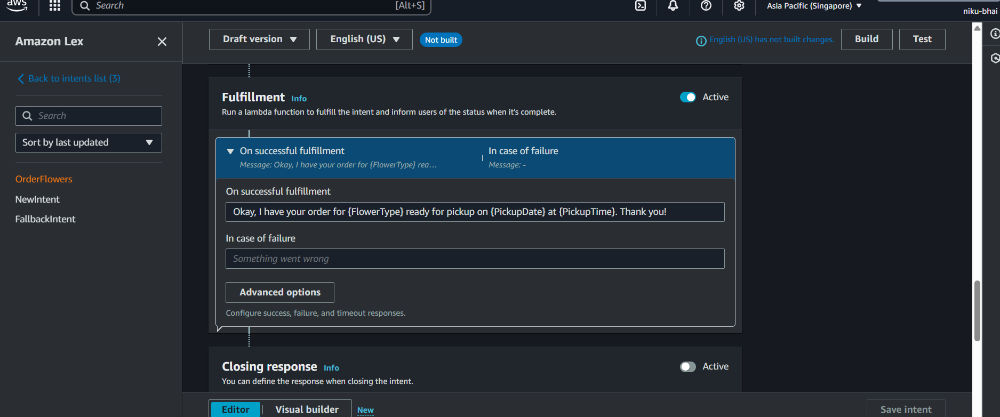 aws
Search
[Alt+S]
Asia Pacific (Singapore)
niku-bhai
Amazon Lex
Draft version
English (US)
Not built
English (US) has not built changes.
Build
Test
Back to intents list (3)
Search
Sort by last updated
OrderFlowers
NewIntent
FallbackIntent
Fulfillment Info
Active
Run a lambda function to fulfill the intent and inform users of the status when it's complete.
On successful fulfillment
Message: Okay, I have your order for {FlowerType} rea...
In case of failure
Message: -
On successful fulfillment
Okay, I have your order for {FlowerType} ready for pickup on {PickupDate} at {PickupTime}. Thank you!
In case of failure
Something went wrong
Advanced options
Configure success, failure, and timeout responses.
Closing response Info
Active
You can define the response when closing the intent.
Editor
Visual builder
New
Save intent